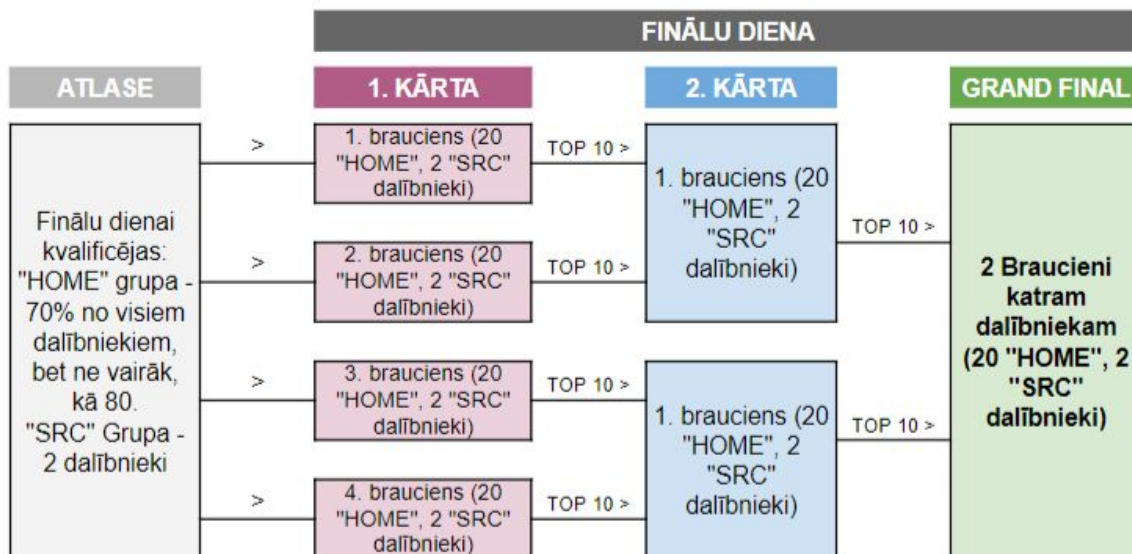 FINĀLU DIENA
ATLASE
1. KĀRTA
2. KĀRTA
GRAND FINAL
Finālu dienai
kvalificējas:
"HOME" grupa -
70% no visiem
dalībniekiem,
bet ne vairāk,
kā 80.
"SRC" Grupa -
2 dalībnieki
>
>
>
>
1. brauciens (20
"HOME", 2 "SRC"
dalībnieki)
2. brauciens (20
"HOME", 2 "SRC"
dalībnieki)
3. brauciens (20
"HOME", 2 "SRC"
dalībnieki)
4. brauciens (20
"HOME", 2 "SRC"
dalībnieki)
TOP 10 >
TOP 10 >
TOP 10 >
TOP 10 >
1. brauciens (20
"HOME", 2
"SRC"
dalībnieki)
1. brauciens (20
"HOME", 2
"SRC"
dalībnieki)
TOP 10 >
TOP 10 >
2 Braucieni
katram
dalībniekam
(20 "HOME", 2
"SRC"
dalībnieki)